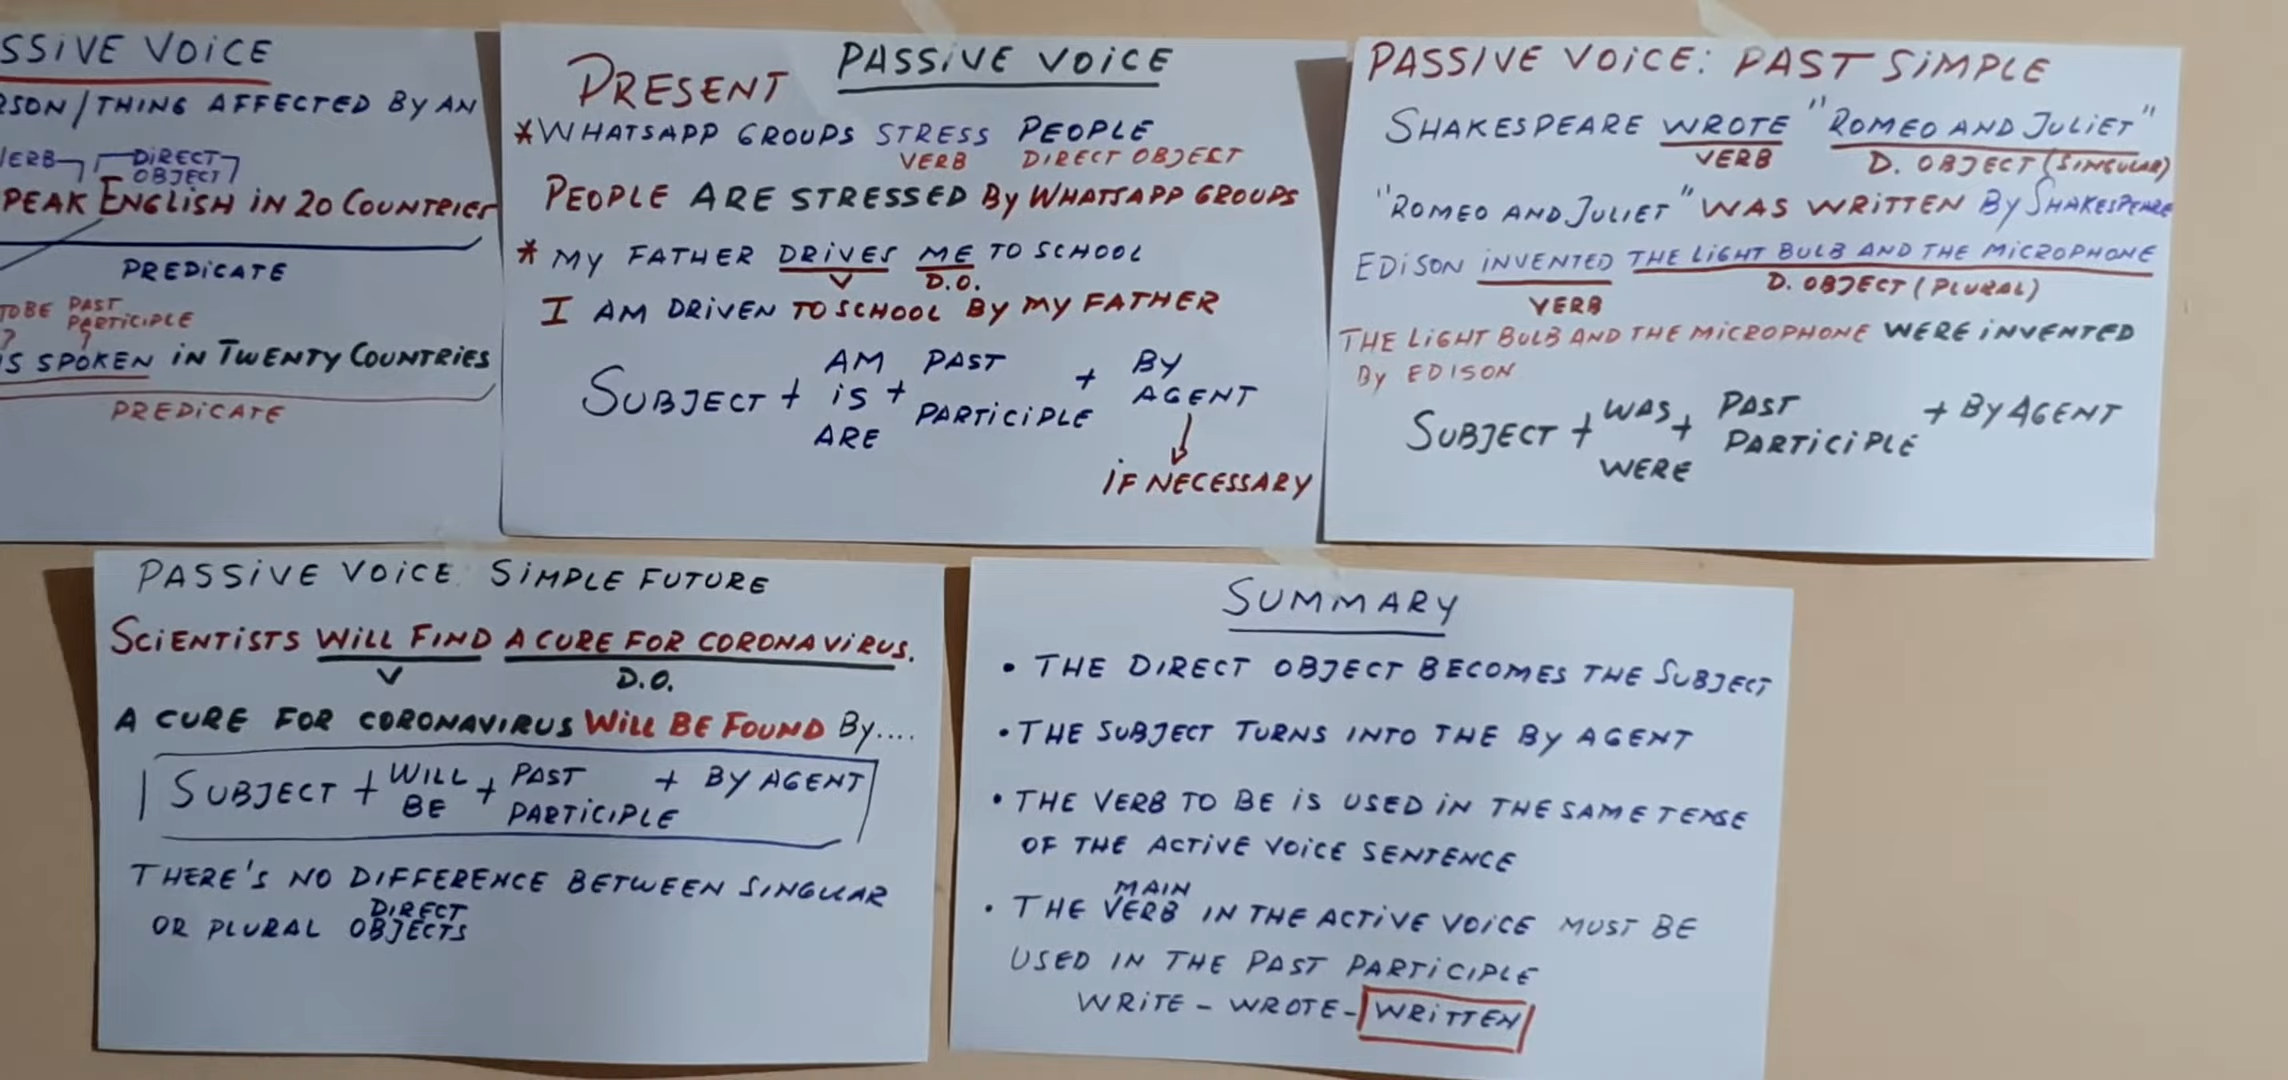 SSIVE VOICE
RSON/THING AFFECTED BY AN
VERB DIRECT OBJECT
PEAK ENGLISH IN 20 COUNTRIES
PREDICATE
TO BE PAST PARTICIPLE
IS SPOKEN IN TWENTY COUNTRIES
PREDICATE
PRESENT PASSIVE VOICE
* WHATSAPP GROUPS STRESS PEOPLE
VERB DIRECT OBJECT
PEOPLE ARE STRESSED BY WHATSAPP GROUPS
* MY FATHER DRIVES ME TO SCHOOL
V D.O.
I AM DRIVEN TO SCHOOL BY MY FATHER
AM PAST BY
SUBJECT + IS + PARTICIPLE + AGENT
ARE
IF NECESSARY
PASSIVE VOICE: PAST SIMPLE
SHAKESPEARE WROTE "ROMEO AND JULIET"
VERB D. OBJECT (SINGULAR)
"ROMEO AND JULIET" WAS WRITTEN BY SHAKESPEARE
EDISON INVENTED THE LIGHT BULB AND THE MICROPHONE
VERB D. OBJECT (PLURAL)
THE LIGHT BULB AND THE MICROPHONE WERE INVENTED
BY EDISON
WAS PAST
SUBJECT + + PARTICIPLE + BY AGENT
WERE
PASSIVE VOICE: SIMPLE FUTURE
SCIENTISTS WILL FIND A CURE FOR CORONAVIRUS.
V D.O.
A CURE FOR CORONAVIRUS WILL BE FOUND BY....
WILL PAST
SUBJECT + BE + PARTICIPLE + BY AGENT
THERE'S NO DIFFERENCE BETWEEN SINGULAR
OR PLURAL DIRECT OBJECTS
SUMMARY
• THE DIRECT OBJECT BECOMES THE SUBJECT
• THE SUBJECT TURNS INTO THE BY AGENT
• THE VERB TO BE IS USED IN THE SAME TENSE
OF THE ACTIVE VOICE SENTENCE
• THE MAIN VERB IN THE ACTIVE VOICE MUST BE
USED IN THE PAST PARTICIPLE
WRITE - WROTE - WRITTEN